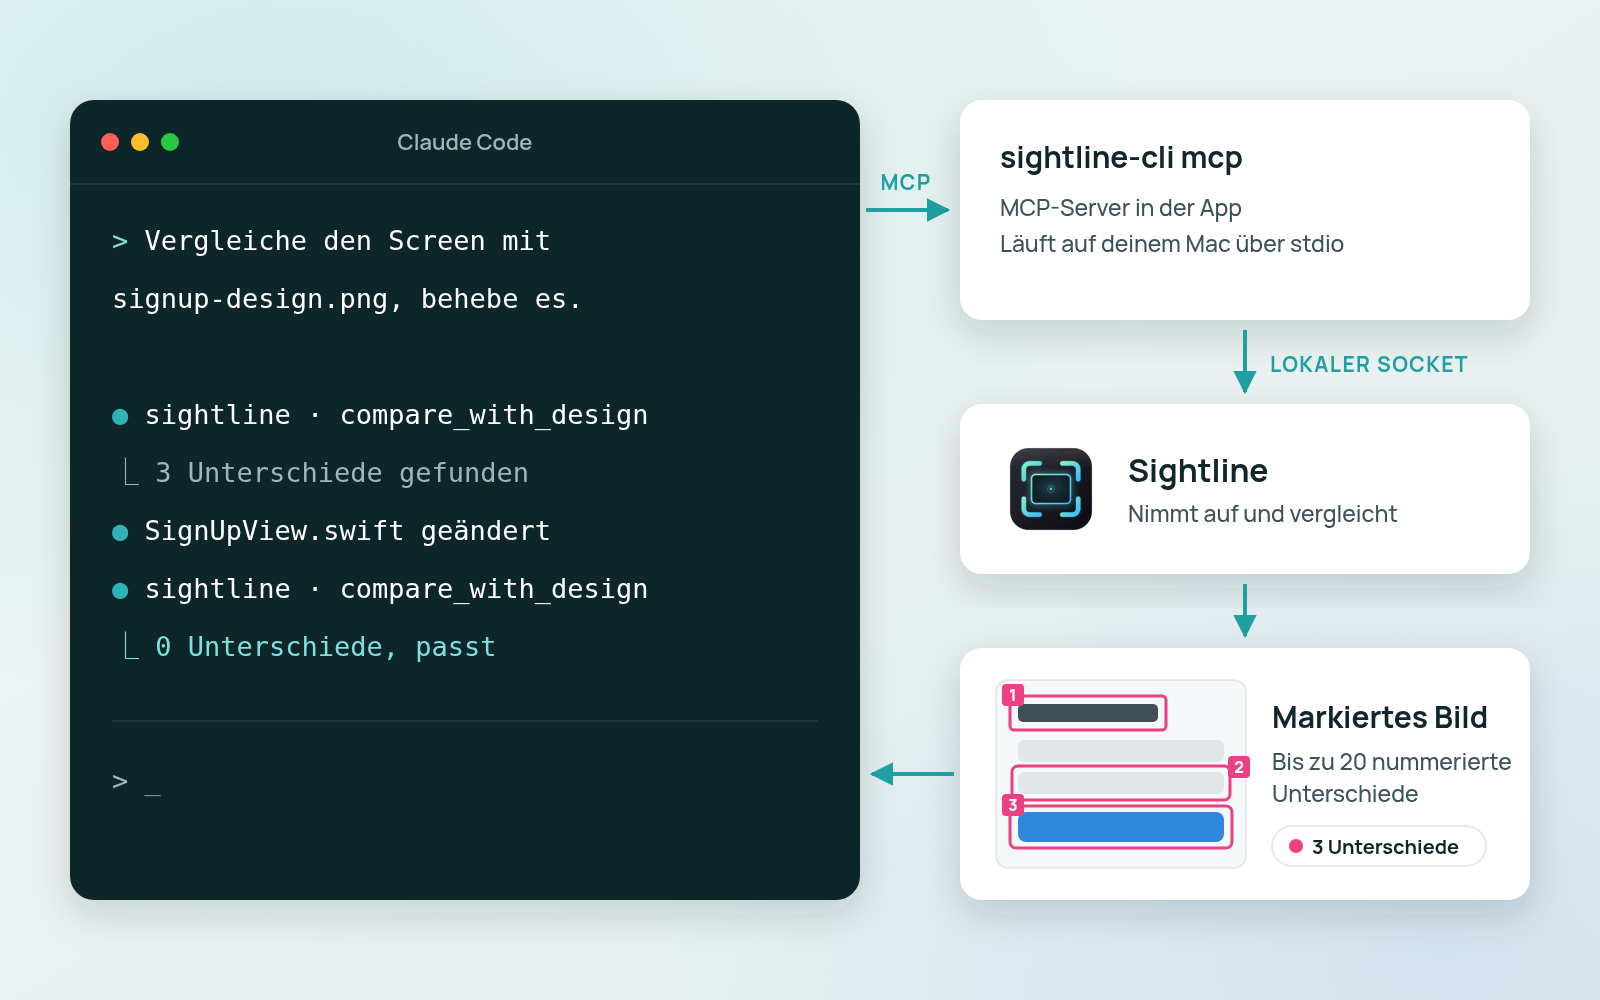 Claude Code
> Vergleiche den Screen mit
signup-design.png, behebe es.
● sightline · compare_with_design
⎿ 3 Unterschiede gefunden
● SignUpView.swift geändert
● sightline · compare_with_design
⎿ 0 Unterschiede, passt
> _
MCP
sightline-cli mcp
MCP-Server in der App
Läuft auf deinem Mac über stdio
LOKALER SOCKET
Sightline
Nimmt auf und vergleicht
1
2
3
Markiertes Bild
Bis zu 20 nummerierte
Unterschiede
3 Unterschiede